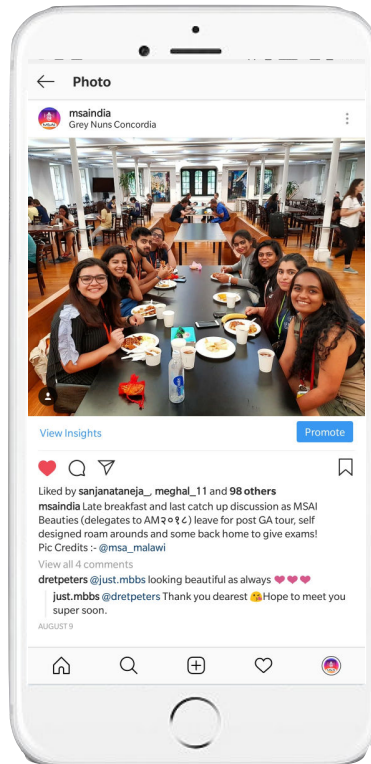 Photo
msaindia
Grey Nuns Concordia
View Insights
Promote
Liked by sanjanataneja_, meghal_11 and 98 others
msaindia Late breakfast and last catch up discussion as MSAI
Beauties (delegates to AM२०१८) leave for post GA tour, self
designed roam arounds and some back home to give exams!
Pic Credits :- @msa_malawi
View all 4 comments
dretpeters @just.mbbs looking beautiful as always 💗💗💗
just.mbbs @dretpeters Thank you dearest 😘Hope to meet you
super soon.
AUGUST 9